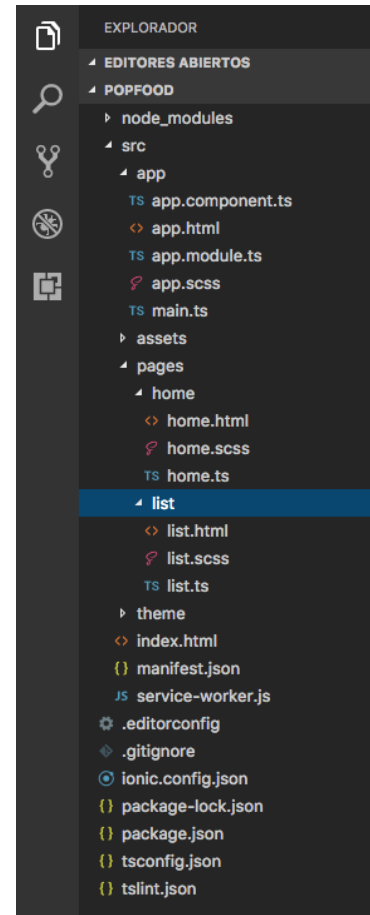 EXPLORADOR
EDITORES ABIERTOS
POPFOOD
node_modules
src
app
TS app.component.ts
<> app.html
TS app.module.ts
app.scss
TS main.ts
assets
pages
home
<> home.html
home.scss
TS home.ts
list
<> list.html
list.scss
TS list.ts
theme
<> index.html
{} manifest.json
JS service-worker.js
.editorconfig
.gitignore
ionic.config.json
{} package-lock.json
{} package.json
{} tsconfig.json
{} tslint.json